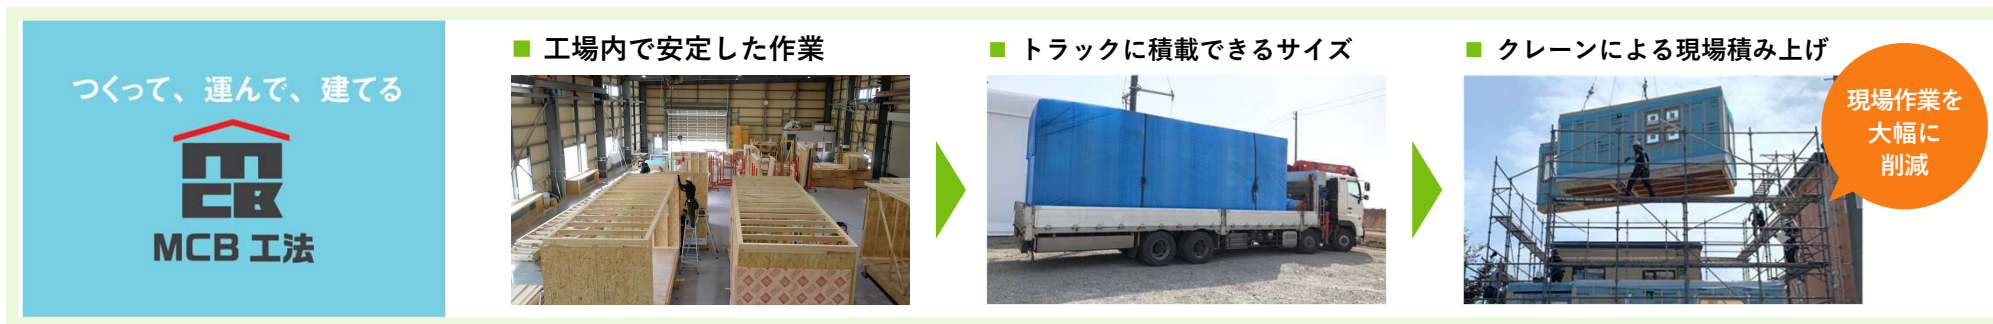 つくって、運んで、建てる
MCB
MCB 工法
■ 工場内で安定した作業
■ トラックに積載できるサイズ
■ クレーンによる現場積み上げ
現場作業を
大幅に
削減